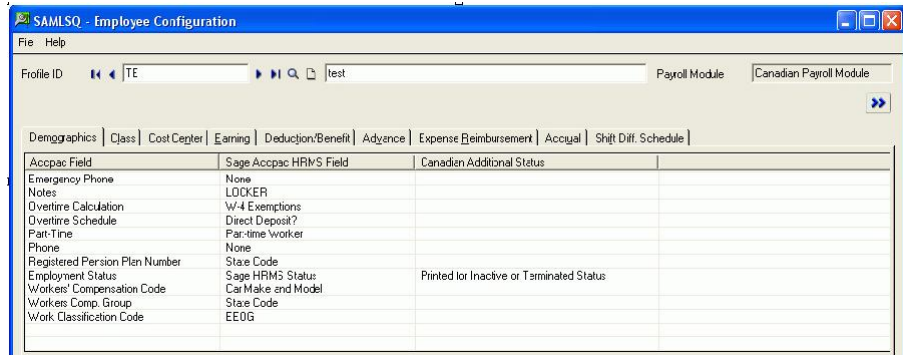 SAMLSQ - Employee Configuration
File Help
Profile ID TE test Payroll Module Canadian Payroll Module
Demographics Class Cost Center Earning Deduction/Benefit Advance Expense Reimbursement Accrual Shift Diff. Schedule
Accpac Field Sage Accpac HRMS Field Canadian Additional Status
Emergency Phone None
Notes LOCKER
Overtime Calculation W-4 Exemptions
Overtime Schedule Direct Deposit?
Part-Time Part-time Worker
Phone None
Registered Pension Plan Number State Code
Employment Status Sage HRMS Status Printed for Inactive or Terminated Status
Workers' Compensation Code Car Make and Model
Workers Comp. Group State Code
Work Classification Code EEOG